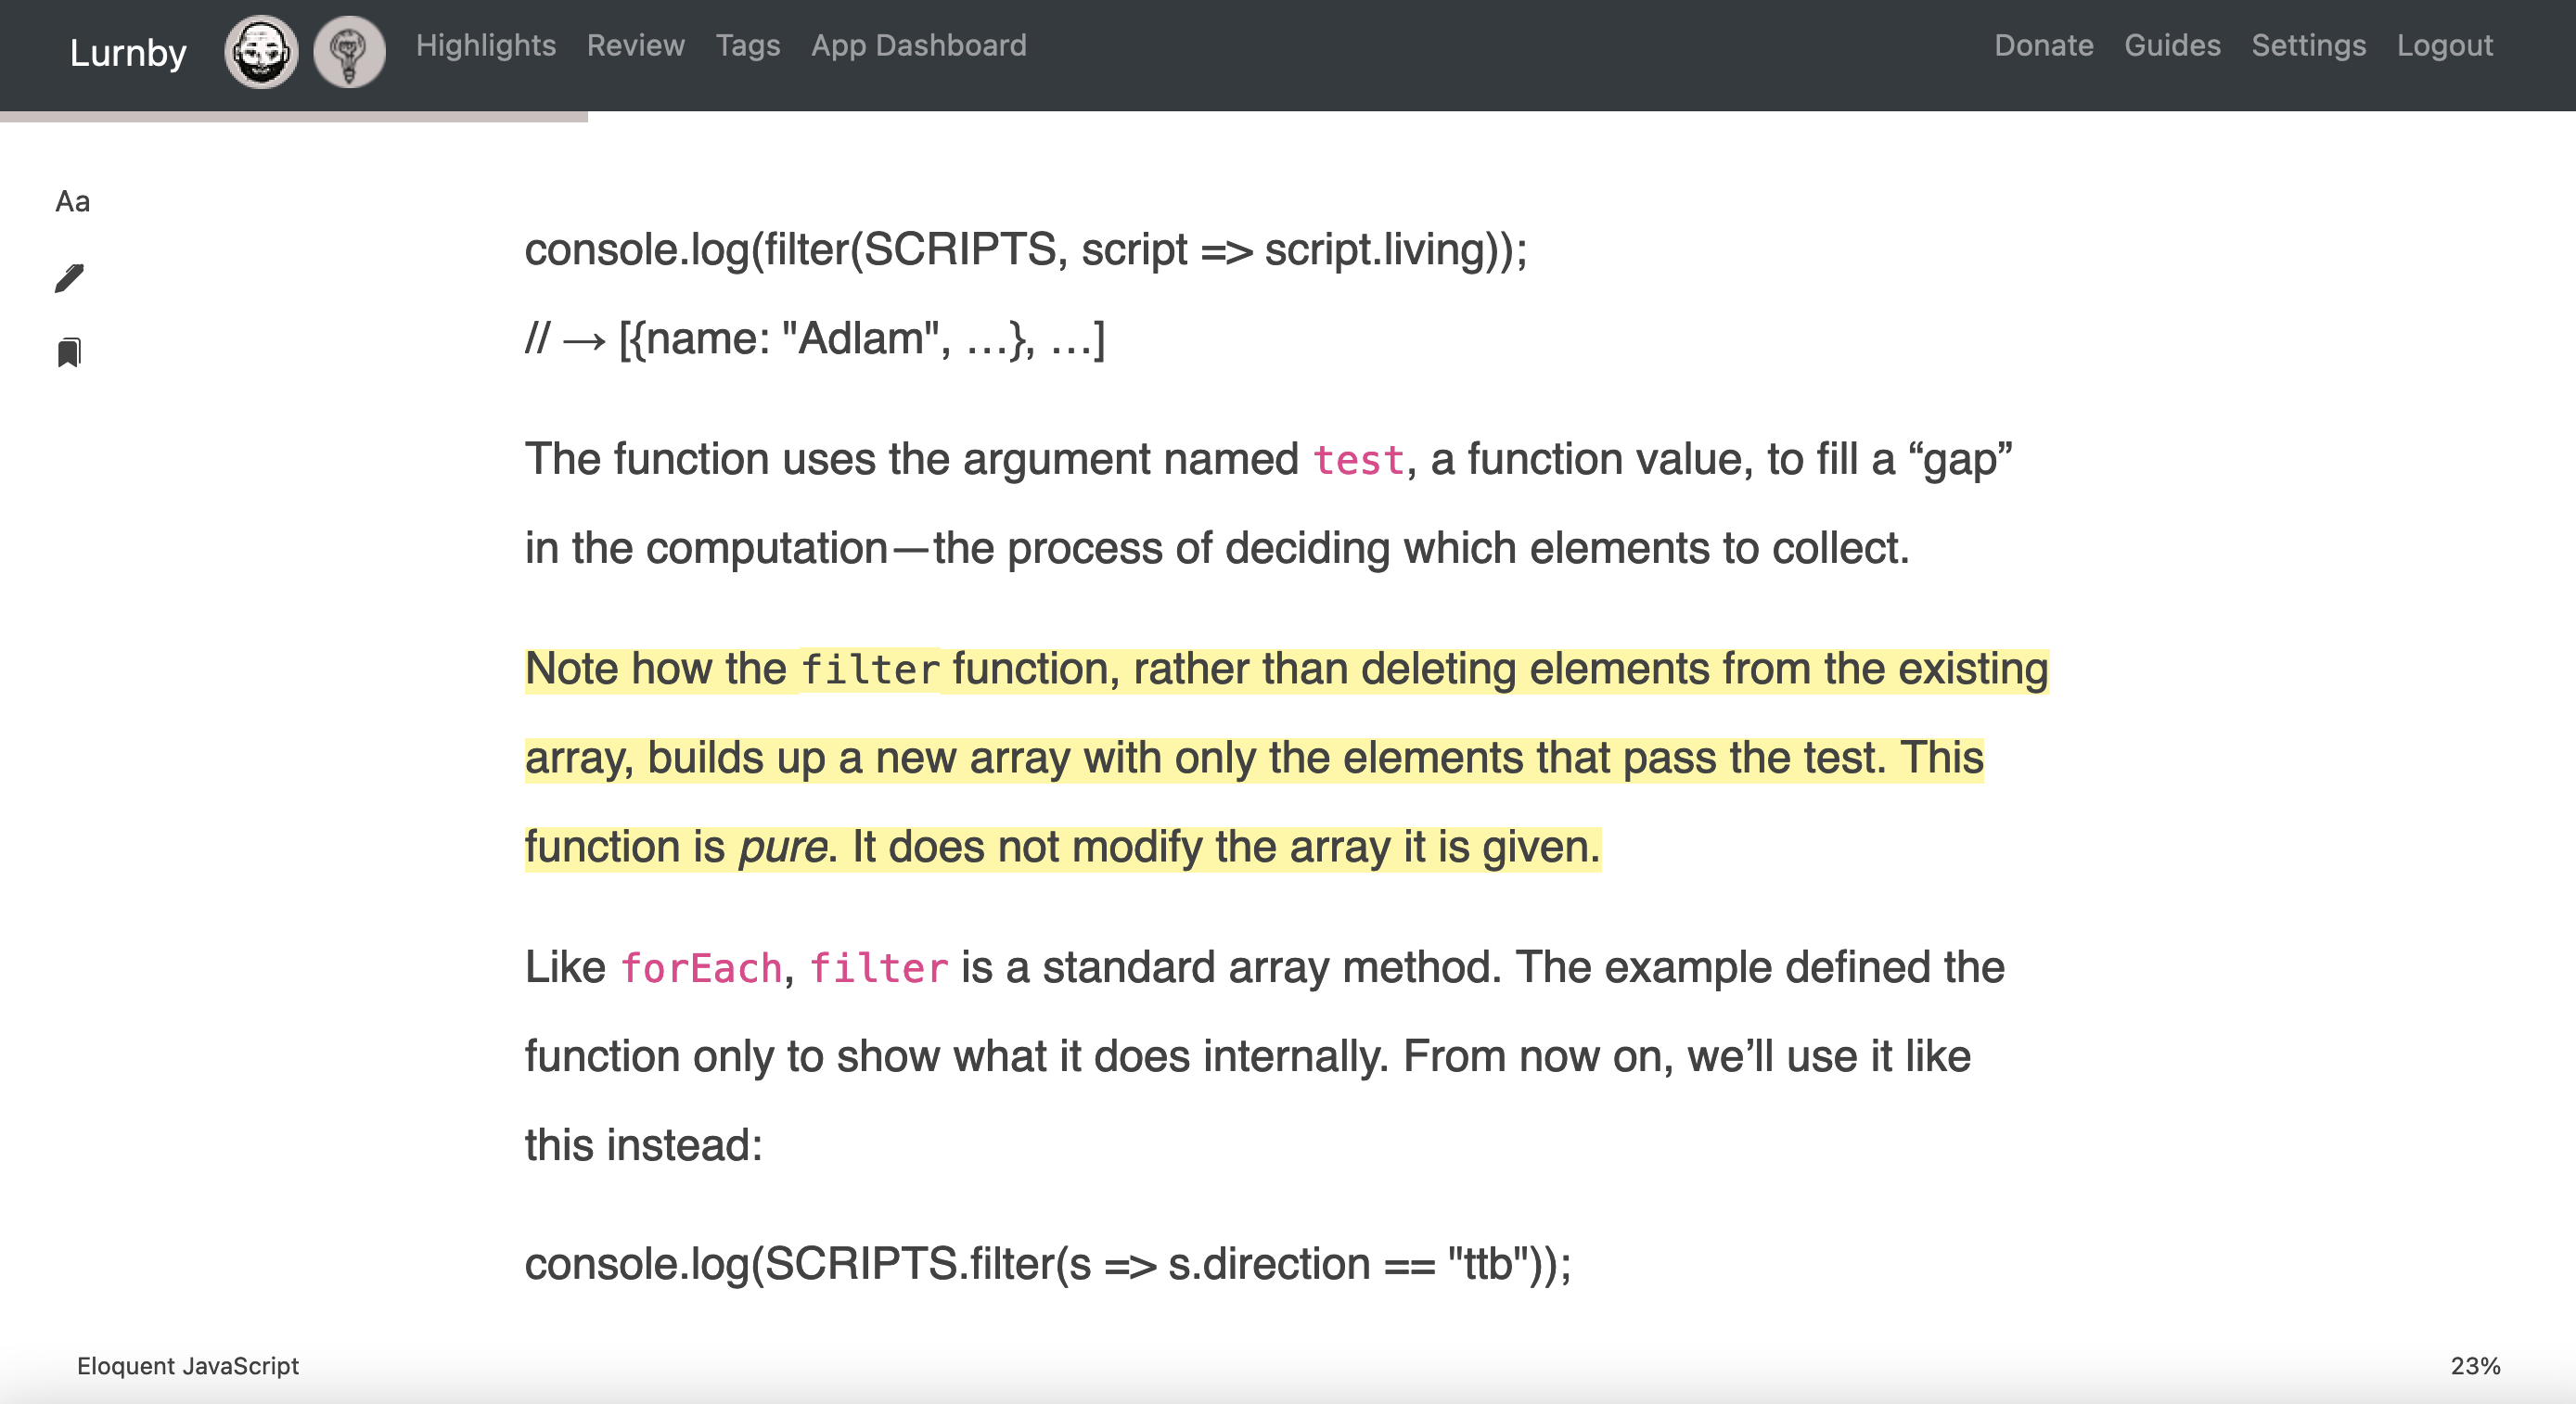 Lurnby Highlights Review Tags App Dashboard Donate Guides Settings Logout
Aa
console.log(filter(SCRIPTS, script => script.living));
// → [{name: "Adlam", …}, …]
The function uses the argument named test, a function value, to fill a “gap”
in the computation—the process of deciding which elements to collect.
Note how the filter function, rather than deleting elements from the existing
array, builds up a new array with only the elements that pass the test. This
function is pure. It does not modify the array it is given.
Like forEach, filter is a standard array method. The example defined the
function only to show what it does internally. From now on, we’ll use it like
this instead:
console.log(SCRIPTS.filter(s => s.direction == "ttb"));
Eloquent JavaScript 23%